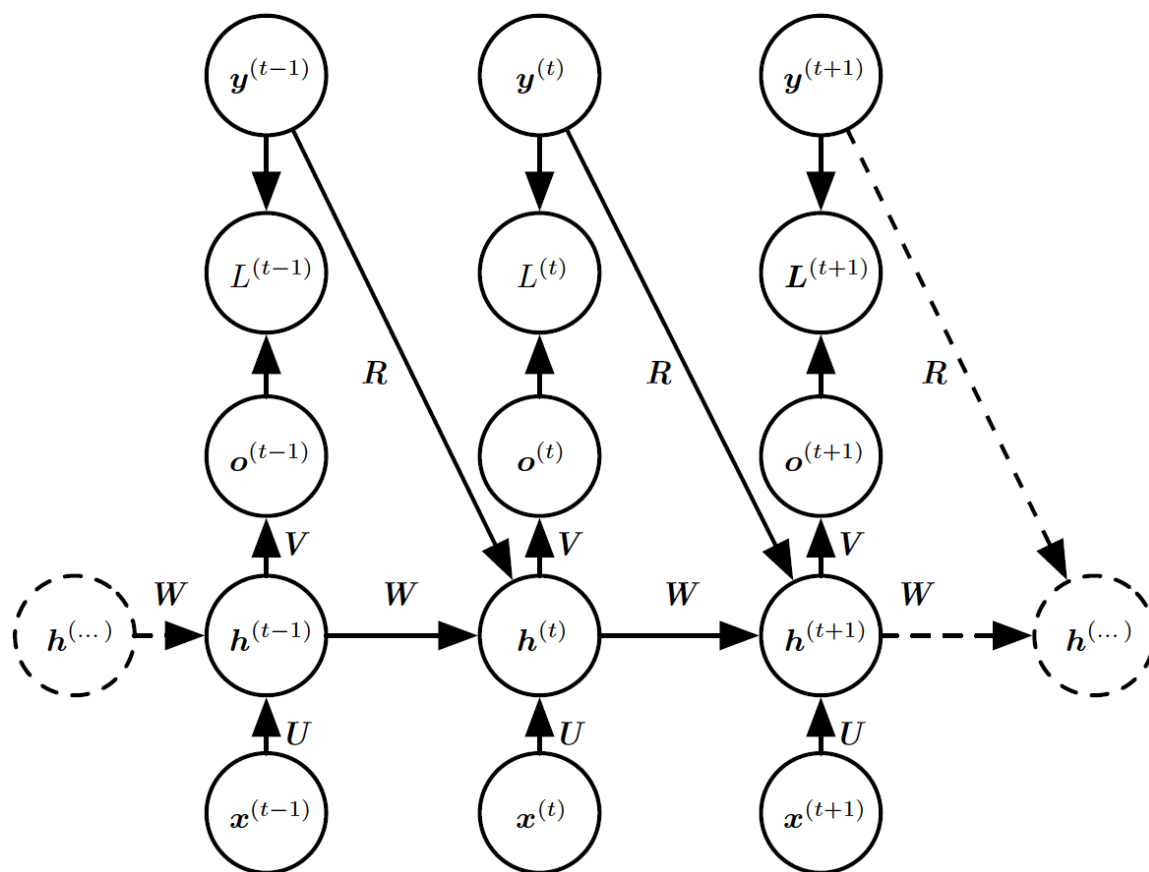 y^(t−1) y^(t) y^(t+1)
L^(t−1) L^(t) L^(t+1)
R R R
o^(t−1) o^(t) o^(t+1)
V V V
W W W W
h^(...) h^(t−1) h^(t) h^(t+1) h^(...)
U U U
x^(t−1) x^(t) x^(t+1)